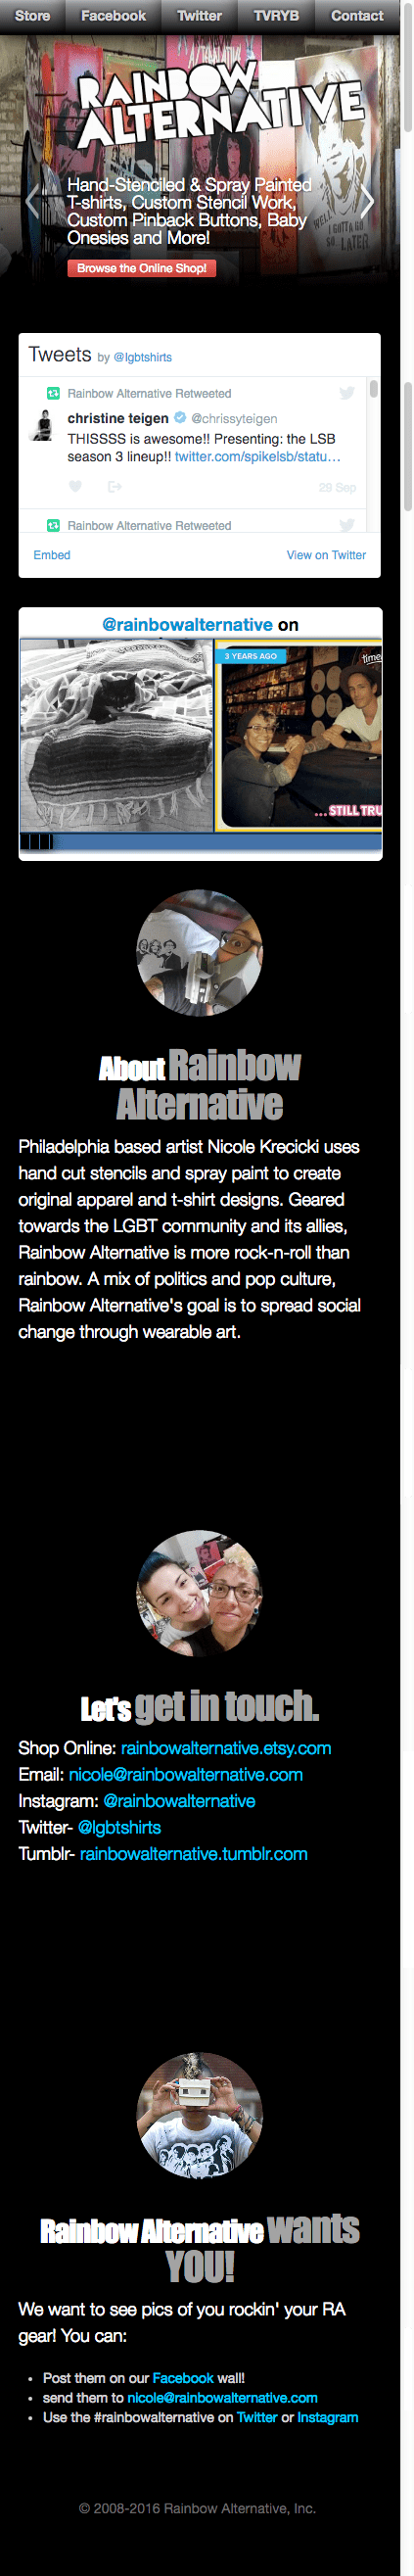 Store Facebook Twitter TVRYB Contact
RAINBOW
ALTERNATIVE
Hand-Stenciled & Spray Painted
T-shirts, Custom Stencil Work,
Custom Pinback Buttons, Baby
Onesies and More!
WELL
I GOTTA GO
SO LATER
Browse the Online Shop!
Tweets by @lgbtshirts
Rainbow Alternative Retweeted
christine teigen @chrissyteigen
THISSSS is awesome!! Presenting: the LSB
season 3 lineup!! twitter.com/spikelsb/statu…
29 Sep
Rainbow Alternative Retweeted
Embed View on Twitter
@rainbowalternative on
3 YEARS AGO
time
... STILL TRU
About Rainbow
Alternative
Philadelphia based artist Nicole Krecicki uses
hand cut stencils and spray paint to create
original apparel and t-shirt designs. Geared
towards the LGBT community and its allies,
Rainbow Alternative is more rock-n-roll than
rainbow. A mix of politics and pop culture,
Rainbow Alternative's goal is to spread social
change through wearable art.
Let's get in touch.
Shop Online: rainbowalternative.etsy.com
Email: nicole@rainbowalternative.com
Instagram: @rainbowalternative
Twitter- @lgbtshirts
Tumblr- rainbowalternative.tumblr.com
Rainbow Alternative wants
YOU!
We want to see pics of you rockin' your RA
gear! You can:
• Post them on our Facebook wall!
• send them to nicole@rainbowalternative.com
• Use the #rainbowalternative on Twitter or Instagram
© 2008-2016 Rainbow Alternative, Inc.